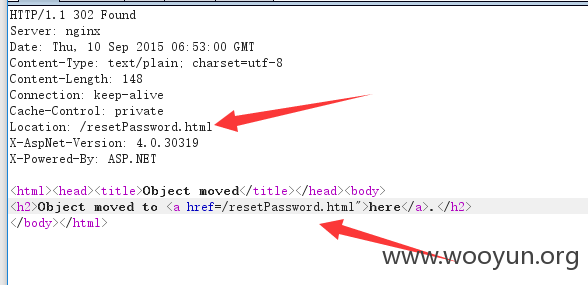 HTTP/1.1 302 Found
Server: nginx
Date: Thu, 10 Sep 2015 06:53:00 GMT
Content-Type: text/plain; charset=utf-8
Content-Length: 148
Connection: keep-alive
Cache-Control: private
Location: /resetPassword.html
X-AspNet-Version: 4.0.30319
X-Powered-By: ASP.NET
<html><head><title>Object moved</title></head><body>
<h2>Object moved to <a href=/resetPassword.html">here</a>.</h2>
</body></html>
www.wooyun.org